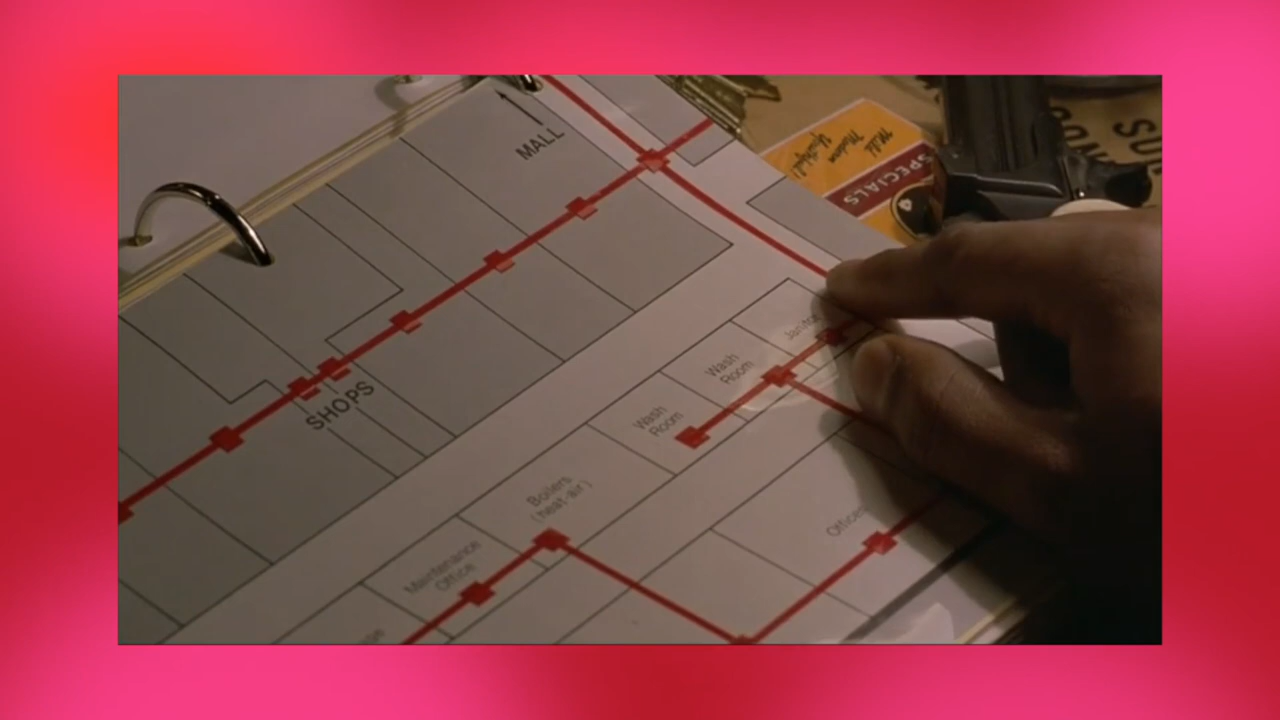 MALL
SPECIALS
SHOPS
Janitor
Wash
Room
Wash
Room
Boilers
(heat-air)
Maintenance
Office
Offices